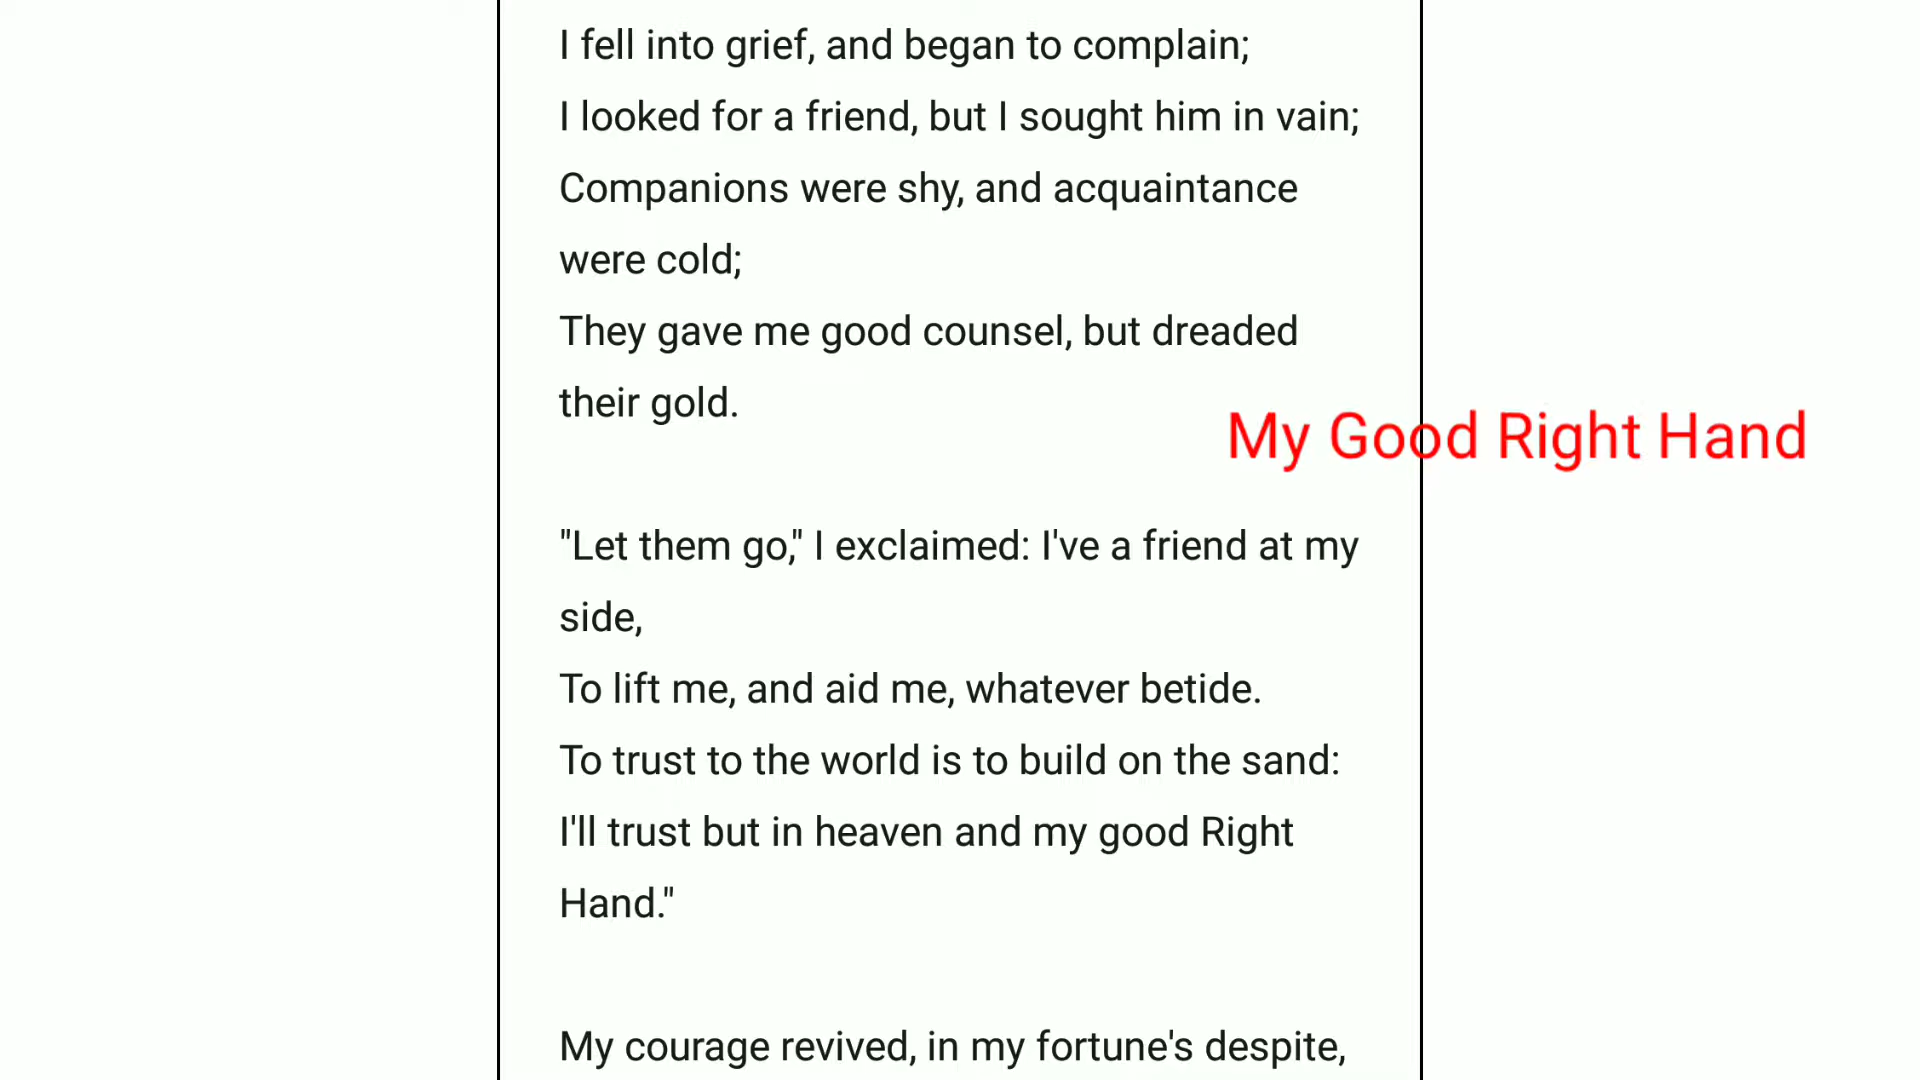 I fell into grief, and began to complain;
I looked for a friend, but I sought him in vain;
Companions were shy, and acquaintance
were cold;
They gave me good counsel, but dreaded
their gold.
My Good Right Hand
"Let them go," I exclaimed: I've a friend at my
side,
To lift me, and aid me, whatever betide.
To trust to the world is to build on the sand:
I'll trust but in heaven and my good Right
Hand."
My courage revived, in my fortune's despite,